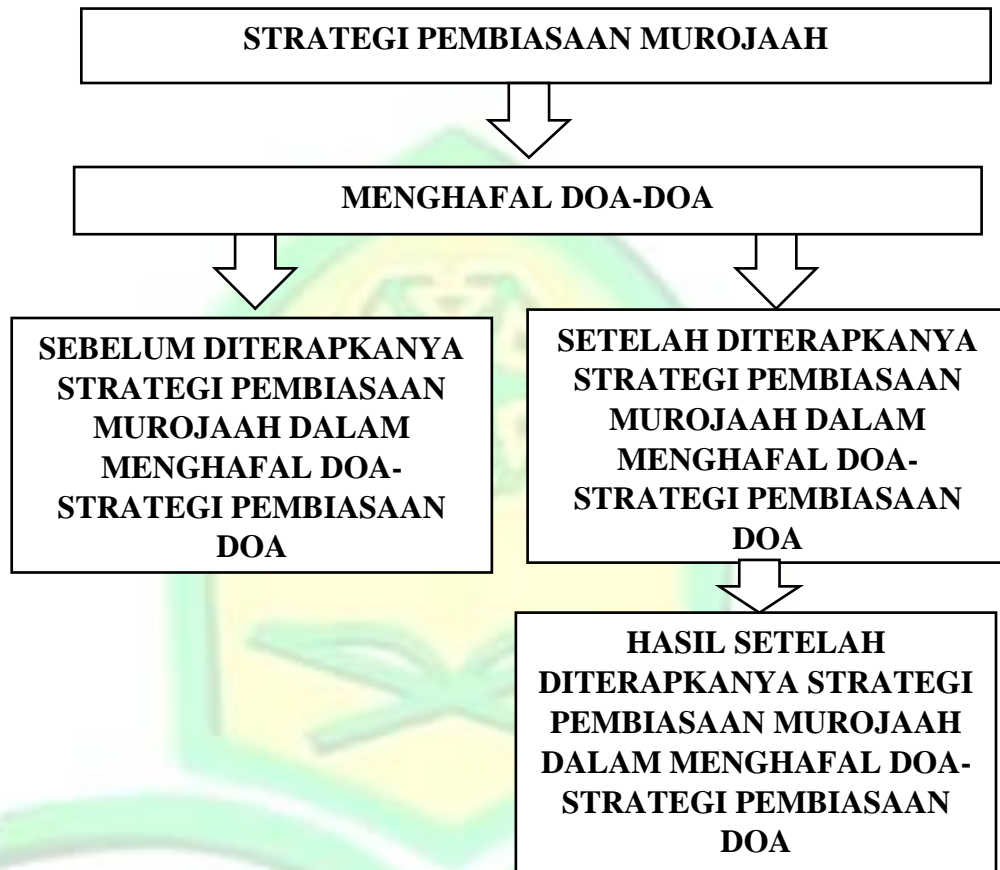 STRATEGI PEMBIASAAN MUROJAAH
MENGHAFAL DOA-DOA
SEBELUM DITERAPKANYA
STRATEGI PEMBIASAAN
MUROJAAH DALAM
MENGHAFAL DOA-
STRATEGI PEMBIASAAN
DOA
SETELAH DITERAPKANYA
STRATEGI PEMBIASAAN
MUROJAAH DALAM
MENGHAFAL DOA-
STRATEGI PEMBIASAAN
DOA
HASIL SETELAH
DITERAPKANYA STRATEGI
PEMBIASAAN MUROJAAH
DALAM MENGHAFAL DOA-
STRATEGI PEMBIASAAN
DOA